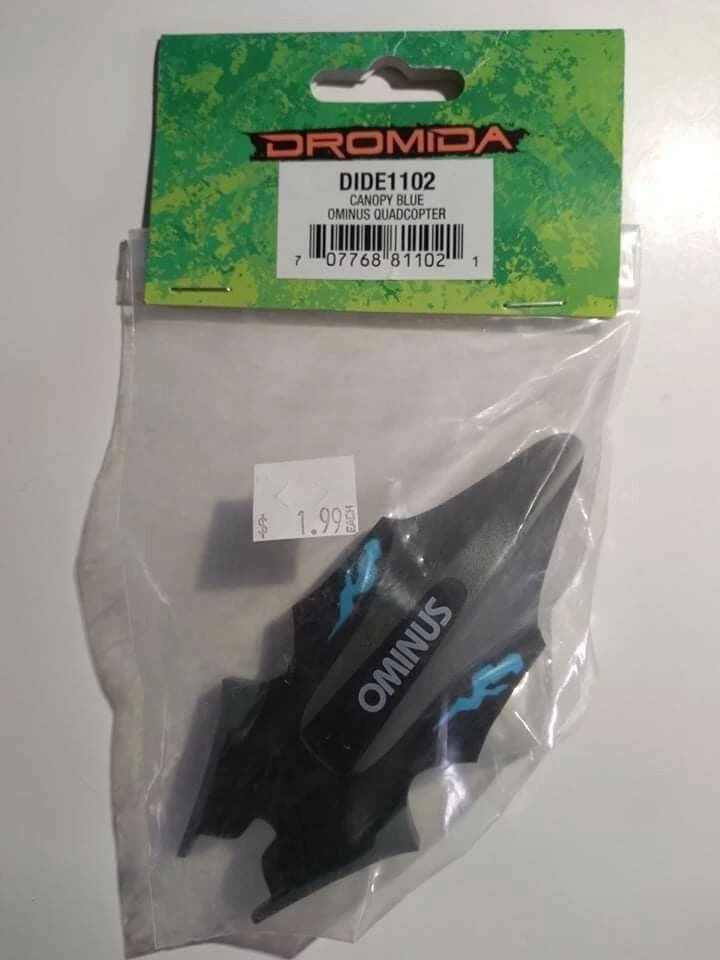 DROMIDA
DIDE1102
CANOPY BLUE
OMINUS QUADCOPTER
7 07768 81102 1
1.99 EACH
OMINUS